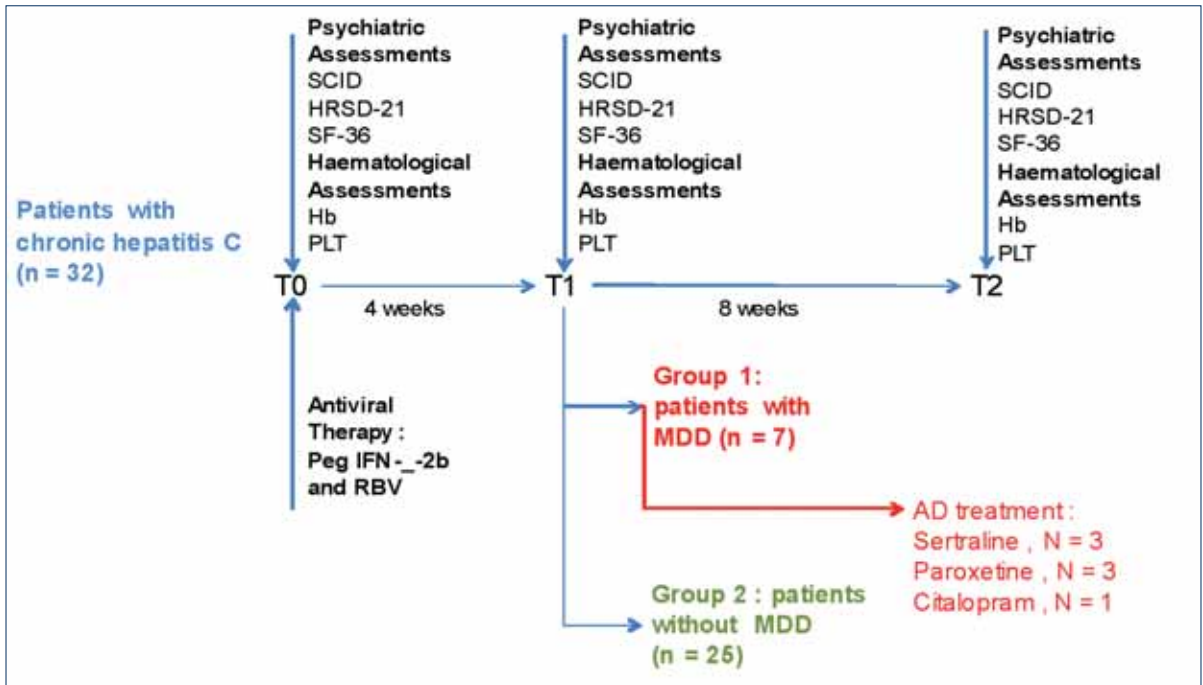 Psychiatric
Assessments
SCID
HRSD-21
SF-36
Haematological
Assessments
Hb
PLT
Psychiatric
Assessments
SCID
HRSD-21
SF-36
Haematological
Assessments
Hb
PLT
Psychiatric
Assessments
SCID
HRSD-21
SF-36
Haematological
Assessments
Hb
PLT
Patients with
chronic hepatitis C
(n = 32)
T0
4 weeks
T1
8 weeks
T2
Antiviral
Therapy :
Peg IFN-_-2b
and RBV
Group 1:
patients with
MDD (n = 7)
AD treatment :
Sertraline , N = 3
Paroxetine , N = 3
Citalopram , N = 1
Group 2 : patients
without MDD
(n = 25)